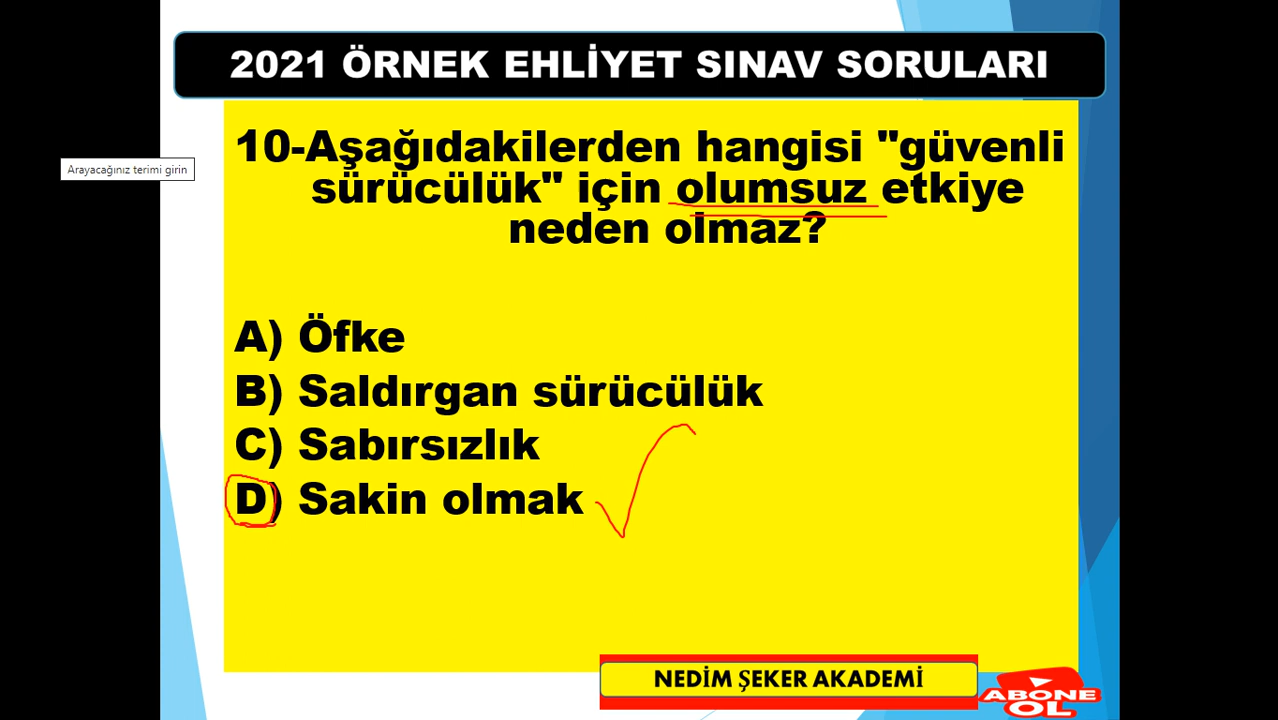 2021 ÖRNEK EHLİYET SINAV SORULARI
Arayacağınız terimi girin
10-Aşağıdakilerden hangisi "güvenli
sürücülük" için olumsuz etkiye
neden olmaz?
A) Öfke
B) Saldırgan sürücülük
C) Sabırsızlık
D) Sakin olmak
NEDİM ŞEKER AKADEMİ
ABONE
OL